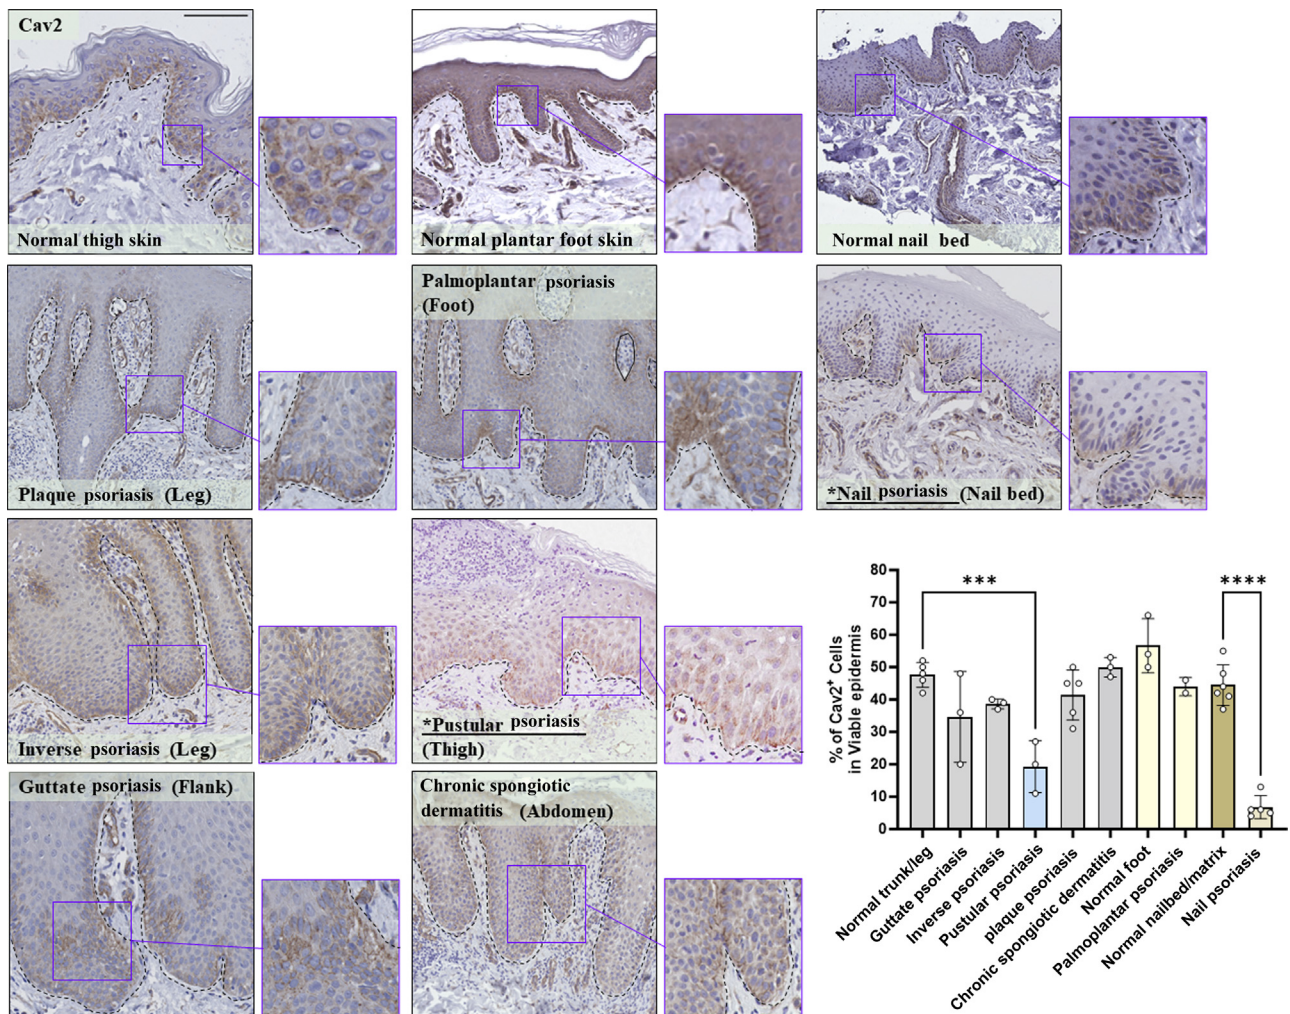 Cav2
Normal thigh skin
Normal plantar foot skin
Normal nail bed
Plaque psoriasis (Leg)
Palmoplantar psoriasis
(Foot)
*Nail psoriasis (Nail bed)
Inverse psoriasis (Leg)
*Pustular psoriasis
(Thigh)
Guttate psoriasis (Flank)
Chronic spongiotic
dermatitis (Abdomen)
% of Cav2+ Cells
in Viable epidermis
80
70
60
50
40
30
20
10
0
***
****
Normal trunk/leg
Guttate psoriasis
Inverse psoriasis
Pustular psoriasis
plaque psoriasis
Chronic spongiotic dermatitis
Normal foot
Palmoplantar psoriasis
Normal nailbed/matrix
Nail psoriasis